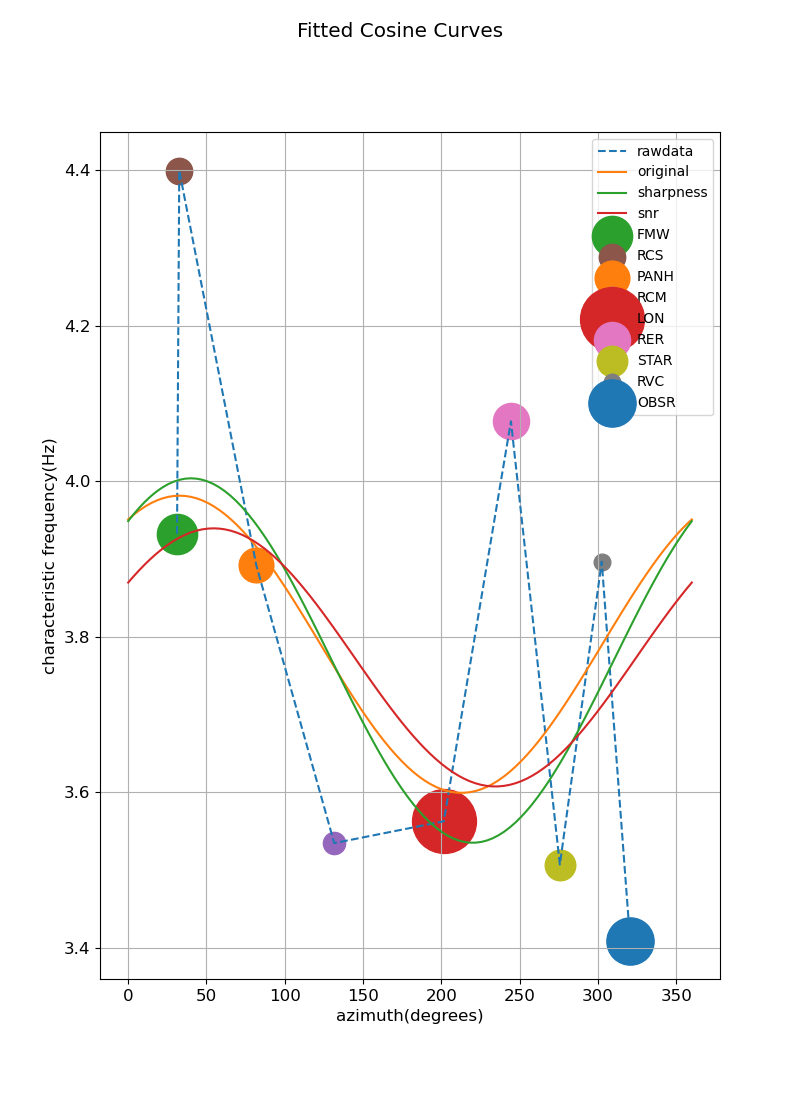 Fitted Cosine Curves
4.4
4.2
4.0
3.8
3.6
3.4
characteristic frequency(Hz)
0 50 100 150 200 250 300 350
azimuth(degrees)
rawdata
original
sharpness
snr
FMW
RCS
PANH
RCM
LON
RER
STAR
RVC
OBSR